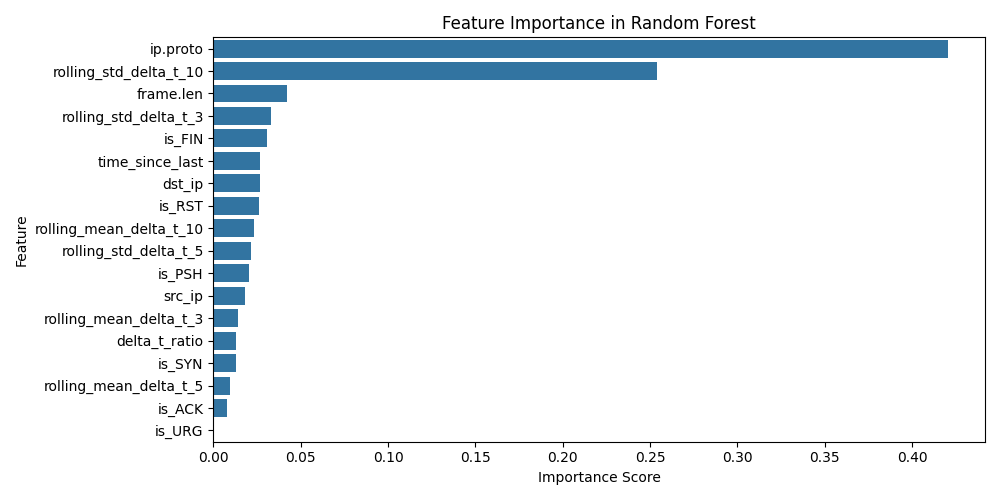 Feature Importance in Random Forest
ip.proto
rolling_std_delta_t_10
frame.len
rolling_std_delta_t_3
is_FIN
time_since_last
dst_ip
is_RST
rolling_mean_delta_t_10
rolling_std_delta_t_5
is_PSH
src_ip
rolling_mean_delta_t_3
delta_t_ratio
is_SYN
rolling_mean_delta_t_5
is_ACK
is_URG
Feature
0.00 0.05 0.10 0.15 0.20 0.25 0.30 0.35 0.40
Importance Score